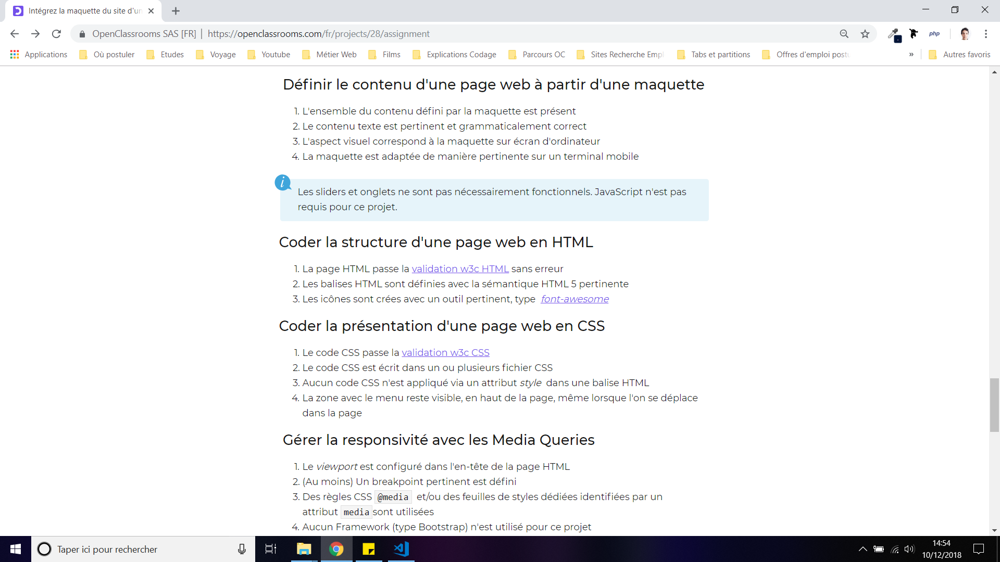 Intégrez la maquette du site d'un
OpenClassrooms SAS [FR] | https://openclassrooms.com/fr/projects/28/assignment
php
Applications Où postuler Etudes Voyage Youtube Métier Web Films Explications Codage Parcours OC Sites Recherche Empl Tabs et partitions Offres d'emploi postu » Autres favoris
Définir le contenu d'une page web à partir d'une maquette
1. L'ensemble du contenu défini par la maquette est présent
2. Le contenu texte est pertinent et grammaticalement correct
3. L'aspect visuel correspond à la maquette sur écran d'ordinateur
4. La maquette est adaptée de manière pertinente sur un terminal mobile
i
Les sliders et onglets ne sont pas nécessairement fonctionnels. JavaScript n'est pas
requis pour ce projet.
Coder la structure d'une page web en HTML
1. La page HTML passe la validation w3c HTML sans erreur
2. Les balises HTML sont définies avec la sémantique HTML 5 pertinente
3. Les icônes sont crées avec un outil pertinent, type font-awesome
Coder la présentation d'une page web en CSS
1. Le code CSS passe la validation w3c CSS
2. Le code CSS est écrit dans un ou plusieurs fichier CSS
3. Aucun code CSS n'est appliqué via un attribut style dans une balise HTML
4. La zone avec le menu reste visible, en haut de la page, même lorsque l'on se déplace
dans la page
Gérer la responsivité avec les Media Queries
1. Le viewport est configuré dans l'en-tête de la page HTML
2. (Au moins) Un breakpoint pertinent est défini
3. Des règles CSS @media et/ou des feuilles de styles dédiées identifiées par un
attribut media sont utilisées
4. Aucun Framework (type Bootstrap) n'est utilisé pour ce projet
Taper ici pour rechercher
14:54
10/12/2018